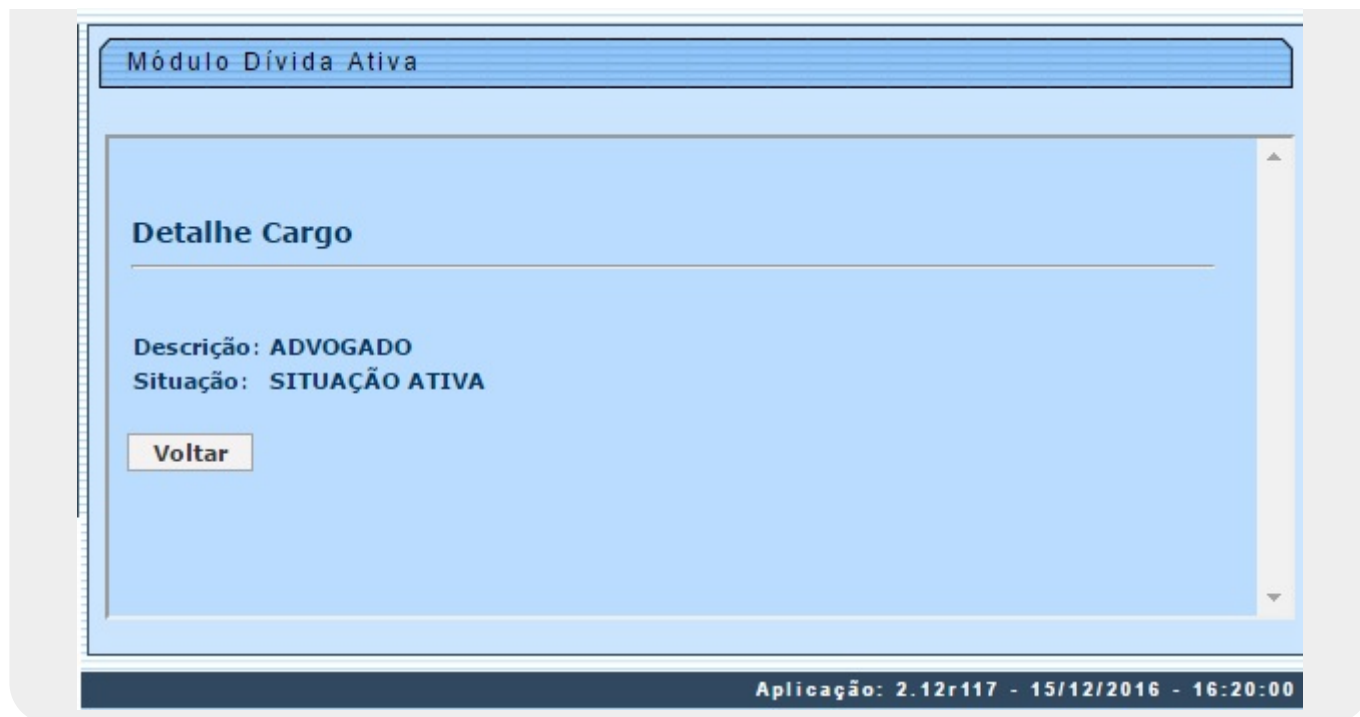 Módulo Dívida Ativa
Detalhe Cargo
Descrição: ADVOGADO
Situação: SITUAÇÃO ATIVA
Voltar
Aplicação: 2.12r117 - 15/12/2016 - 16:20:00